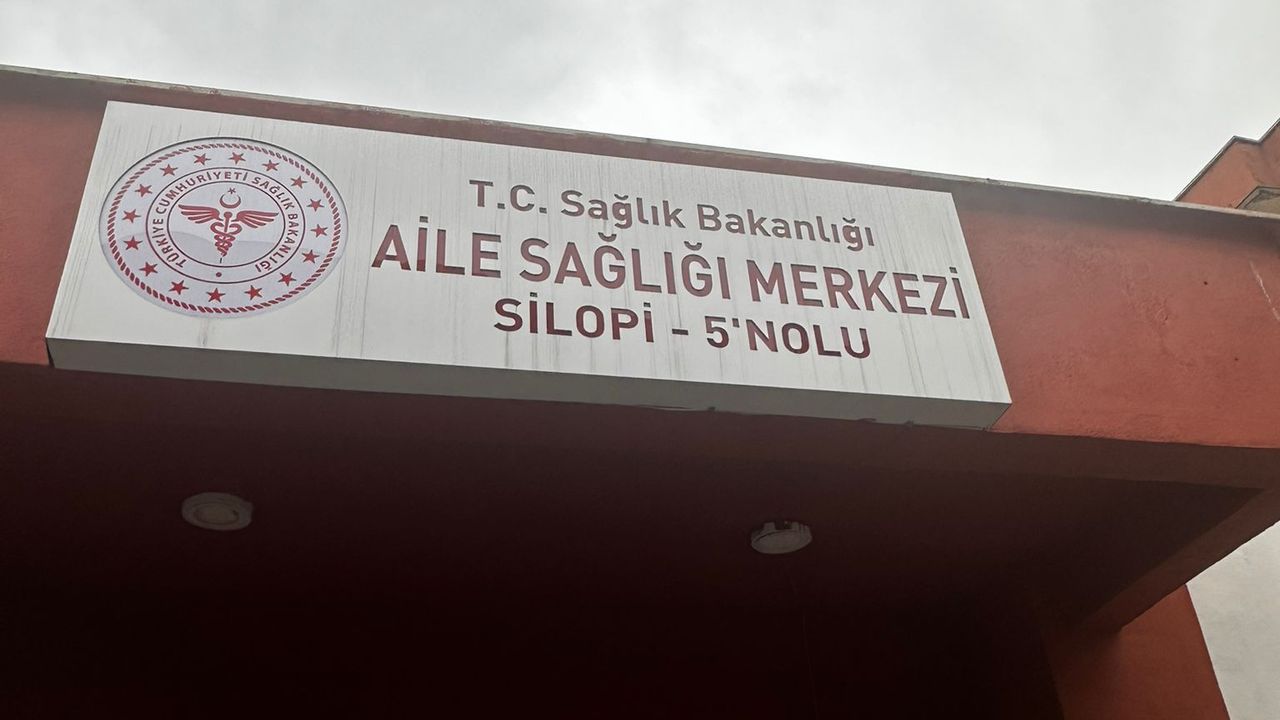 TÜRKİYE CUMHURİYETİ SAĞLIK BAKANLIĞI
T.C. Sağlık Bakanlığı
AİLE SAĞLIĞI MERKEZİ
SİLOPİ - 5'NOLU